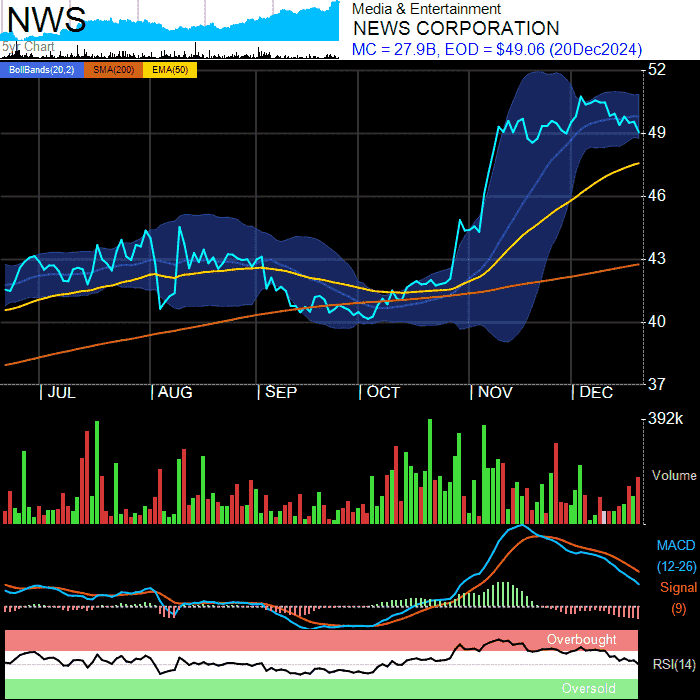 NWS
5yr Chart
Media & Entertainment
NEWS CORPORATION
MC = 27.9B, EOD = $49.06 (20Dec2024)
BollBands(20,2) SMA(200) EMA(50)
52
49
46
43
40
37
JUL AUG SEP OCT NOV DEC
392k
Volume
MACD
(12-26)
Signal
(9)
Overbought
RSI(14)
Oversold